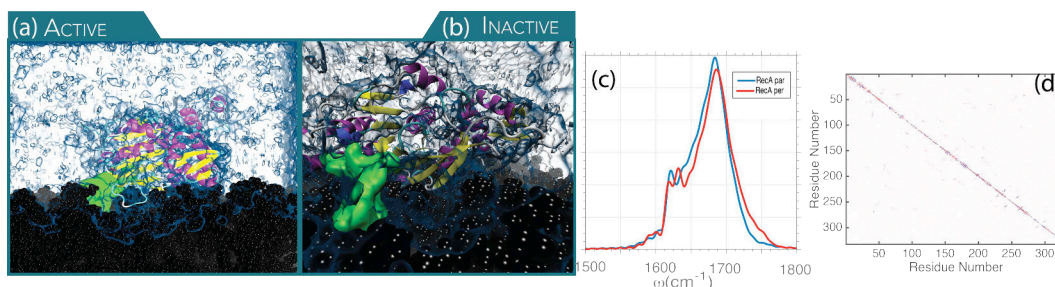 (a) ACTIVE
(b) INACTIVE
(c)
RecA par
RecA per
1500 1600 1700 1800
ω(cm⁻¹)
(d)
Residue Number
50
100
150
200
250
300
50 100 150 200 250 300
Residue Number